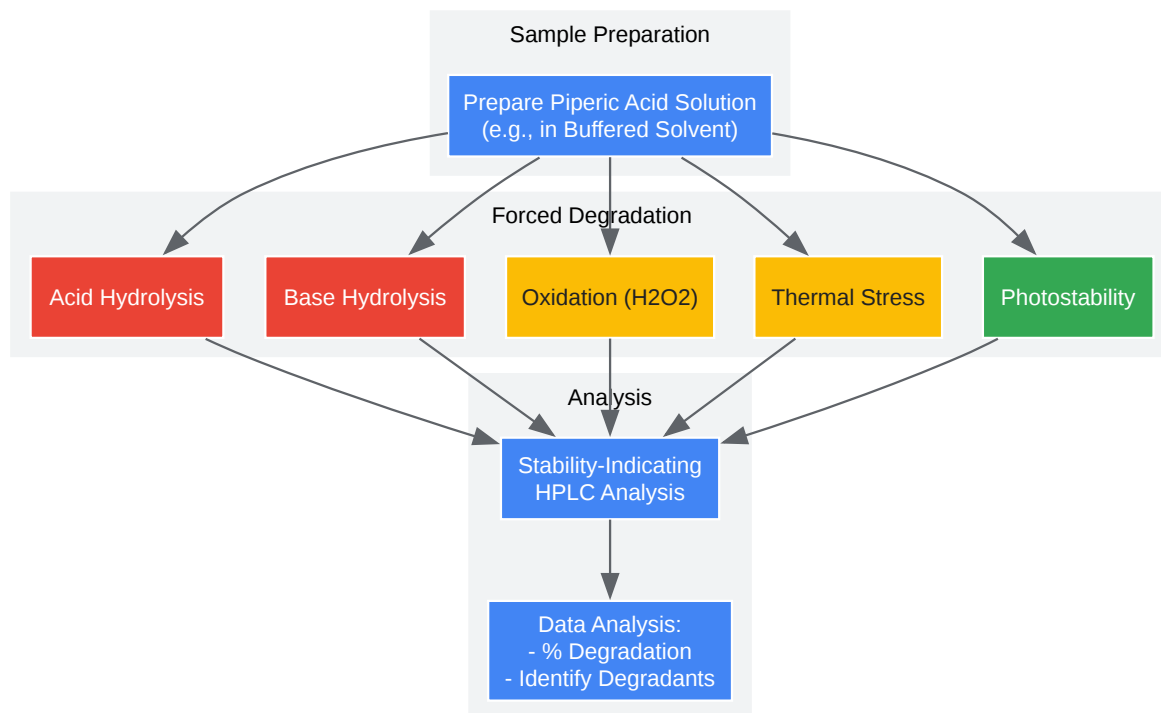 Sample Preparation
Prepare Piperic Acid Solution
(e.g., in Buffered Solvent)
Forced Degradation
Acid Hydrolysis
Base Hydrolysis
Oxidation (H2O2)
Thermal Stress
Photostability
Analysis
Stability-Indicating
HPLC Analysis
Data Analysis:
- % Degradation
- Identify Degradants